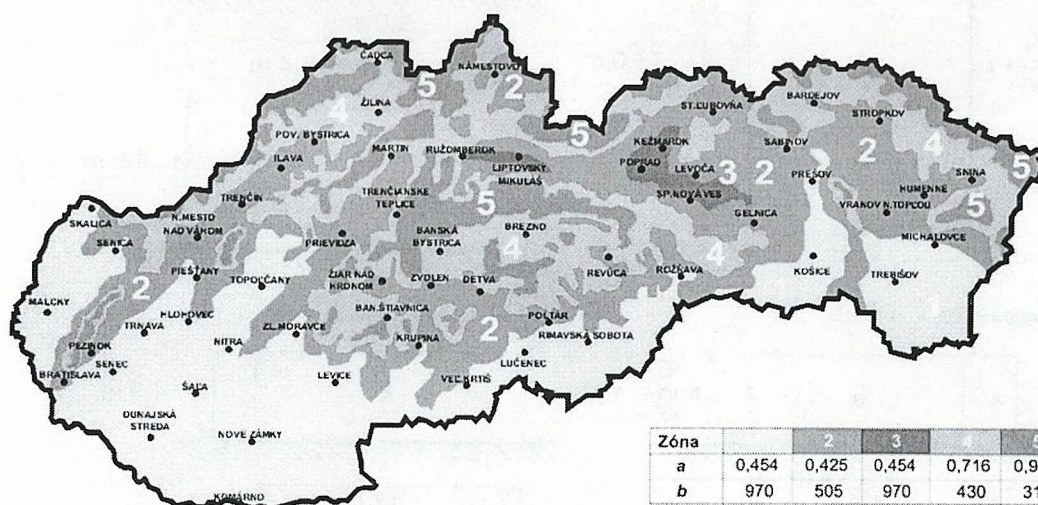 ČADCA
NÁMESTOVO
5
2
ŽILINA
4
ST.ĽUBOVŇA
BARDEJOV
STROPKOV
5
POV. BYSTRICA
MARTIN
RUŽOMBEROK
KEŽMAROK
SABINOV
4
ILAVA
LIPTOVSKÝ
MIKULÁŠ
POPRAD
LEVOČA
3
2
2
5
PREŠOV
SNINA
TRENČÍN
TRENČIANSKE
TEPLICE
5
SP.NOVÁ VES
HUMENNÉ
SKALICA
N.MESTO
NAD VÁHOM
GELNICA
VRANOV N.TOPĽOU
SENICA
PRIEVIDZA
BANSKÁ
BYSTRICA
BREZNO
4
MICHALOVCE
PIEŠŤANY
TOPOĽČANY
2
ŽIAR NAD
HRONOM
ZVOLEN
DETVA
REVÚCA
ROŽŇAVA
4
KOŠICE
TREBIŠOV
MALCKY
HLOHOVEC
BAN.ŠTIAVNICA
2
POLTÁR
TRNAVA
ZL.MORAVCE
RIMAVSKÁ SOBOTA
PEZINOK
NITRA
KRUPINA
SENEC
LUČENEC
BRATISLAVA
ŠAĽA
LEVICE
VEĽ.KRTÍŠ
DUNAJSKÁ
STREDA
NOVÉ ZÁMKY
KOMÁRNO
Zóna 2 3 4 5
a 0,454 0,425 0,454 0,716 0,9
b 970 505 970 430 31